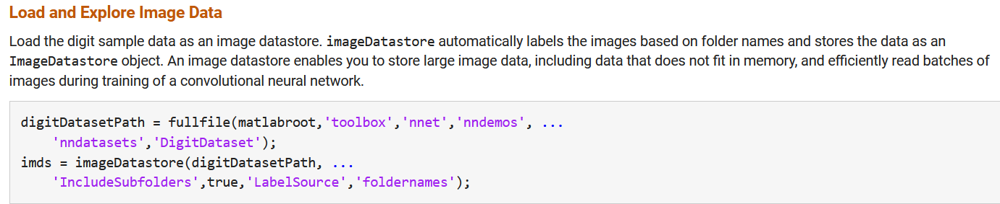 Load and Explore Image Data
Load the digit sample data as an image datastore. imageDatastore automatically labels the images based on folder names and stores the data as an
ImageDatastore object. An image datastore enables you to store large image data, including data that does not fit in memory, and efficiently read batches of
images during training of a convolutional neural network.
digitDatasetPath = fullfile(matlabroot,'toolbox','nnet','nndemos', ...
    'nndatasets','DigitDataset');
imds = imageDatastore(digitDatasetPath, ...
    'IncludeSubfolders',true,'LabelSource','foldernames');